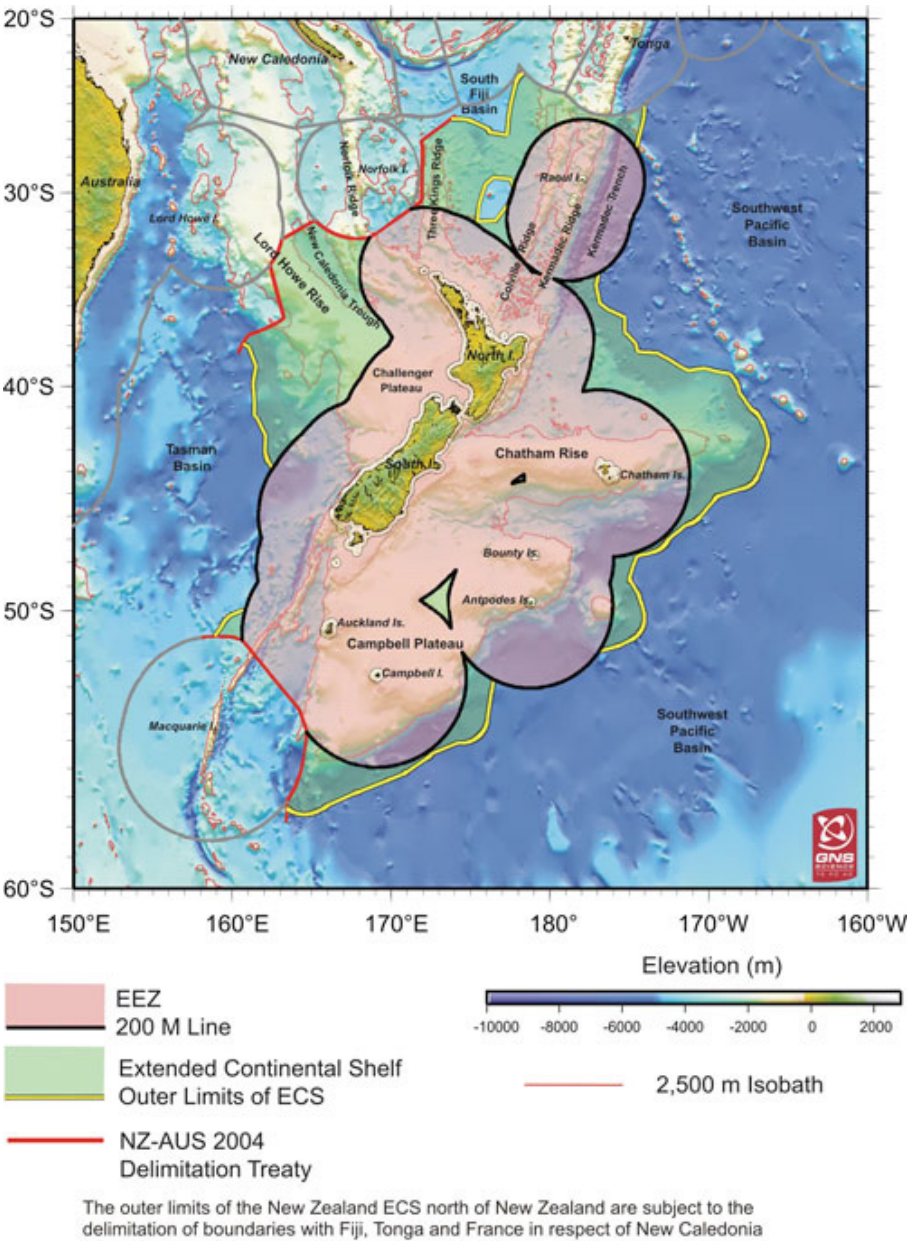 20°S
30°S
40°S
50°S
60°S
150°E
160°E
170°E
180°E
170°W
160°W
New Caledonia
Tonga
South
Fiji
Basin
Australia
Lord Howe I.
Norfolk Ridge
Norfolk I.
Three Kings Ridge
Raoul I.
Colville Ridge
Kermadec Ridge
Kermadec Trench
Southwest
Pacific
Basin
Lord Howe Rise
New Caledonia Trough
North I.
Challenger
Plateau
Tasman
Basin
South Is.
Chatham Rise
Chatham Is.
Bounty Is.
Antpodes Is.
Auckland Is.
Campbell Plateau
Campbell I.
Macquarie I.
Southwest
Pacific
Basin
GNS
SCIENCE
TE PŪ AO
EEZ
200 M Line
Extended Continental Shelf
Outer Limits of ECS
NZ-AUS 2004
Delimitation Treaty
Elevation (m)
-10000 -8000 -6000 -4000 -2000 0 2000
2,500 m Isobath
The outer limits of the New Zealand ECS north of New Zealand are subject to the
delimitation of boundaries with Fiji, Tonga and France in respect of New Caledonia